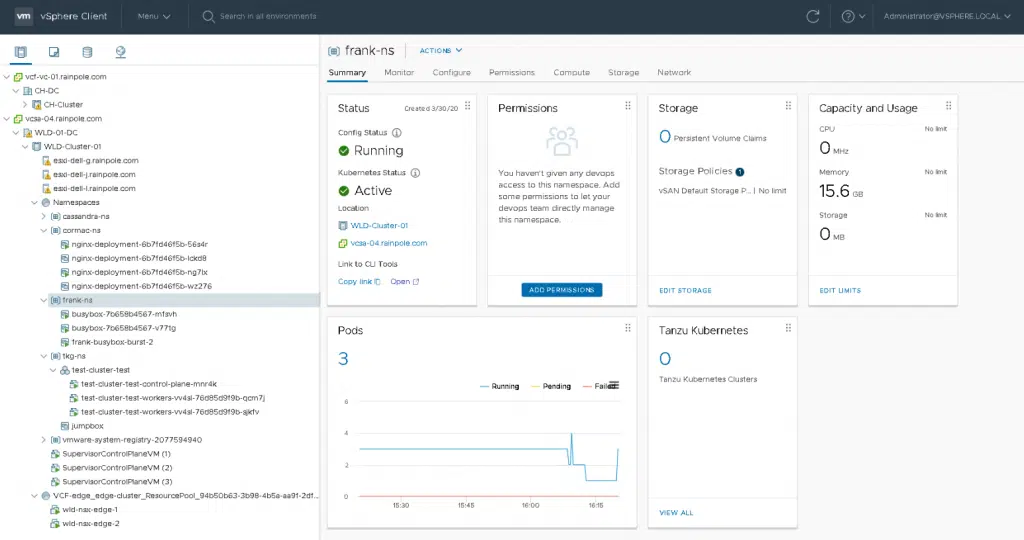 vm vSphere Client Menu Search in all environments Administrator@VSPHERE.LOCAL
vcf-vc-01.rainpole.com
CH-DC
CH-Cluster
vcsa-04.rainpole.com
WLD-01-DC
WLD-Cluster-01
esxi-dell-g.rainpole.com
esxi-dell-j.rainpole.com
esxi-dell-l.rainpole.com
Namespaces
cassandra-ns
cormac-ns
nginx-deployment-6b7fd46f5b-56s4r
nginx-deployment-6b7fd46f5b-lckd8
nginx-deployment-6b7fd46f5b-ng7lx
nginx-deployment-6b7fd46f5b-wz276
frank-ns
busybox-7b658b4567-mfsvh
busybox-7b658b4567-v77tg
frank-busybox-burst-2
tkg-ns
test-cluster-test
test-cluster-test-control-plane-mnr4k
test-cluster-test-workers-vv4sl-76d85d9f9b-qcm7j
test-cluster-test-workers-vv4sl-76d85d9f9b-sjkfv
jumpbox
vmware-system-registry-2077594940
SupervisorControlPlaneVM (1)
SupervisorControlPlaneVM (2)
SupervisorControlPlaneVM (3)
VCF-edge_edge-cluster_ResourcePool_94b50b63-3b98-4b5a-aa9f-2df...
wld-nsx-edge-1
wld-nsx-edge-2
frank-ns ACTIONS
Summary Monitor Configure Permissions Compute Storage Network
Status Created 3/30/20
Config Status
Running
Kubernetes Status
Active
Location
WLD-Cluster-01
vcsa-04.rainpole.com
Link to CLI Tools
Copy link Open
Permissions
You haven't given any devops
access to this namespace. Add
some permissions to let your
devops team directly manage
this namespace.
ADD PERMISSIONS
Storage
0 Persistent Volume Claims
Storage Policies 1
vSAN Default Storage P... | No limit
EDIT STORAGE
Capacity and Usage
CPU No limit
0 MHz
Memory No limit
15.6 GB
Storage No limit
0 MB
EDIT LIMITS
Pods
3
Running Pending Failed
6
4
2
0
15:30 15:45 16:00 16:15
Tanzu Kubernetes
0
Tanzu Kubernetes Clusters
VIEW ALL